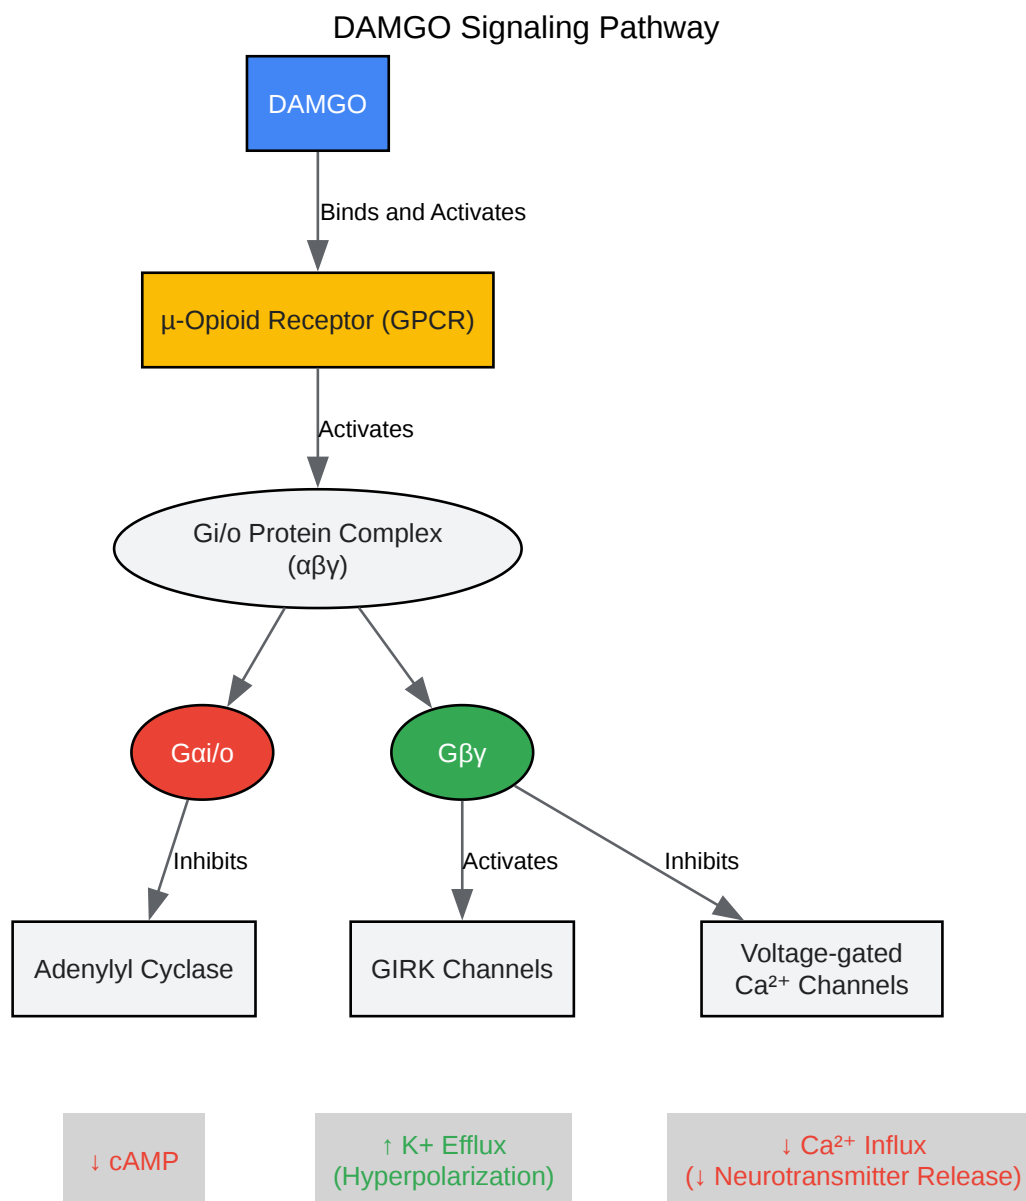 DAMGO Signaling Pathway
DAMGO
Binds and Activates
µ-Opioid Receptor (GPCR)
Activates
Gi/o Protein Complex
(αβγ)
Gαi/o
Gβγ
Inhibits
Activates
Inhibits
Adenylyl Cyclase
GIRK Channels
Voltage-gated
Ca²⁺ Channels
↓ cAMP
↑ K+ Efflux
(Hyperpolarization)
↓ Ca²⁺ Influx
(↓ Neurotransmitter Release)